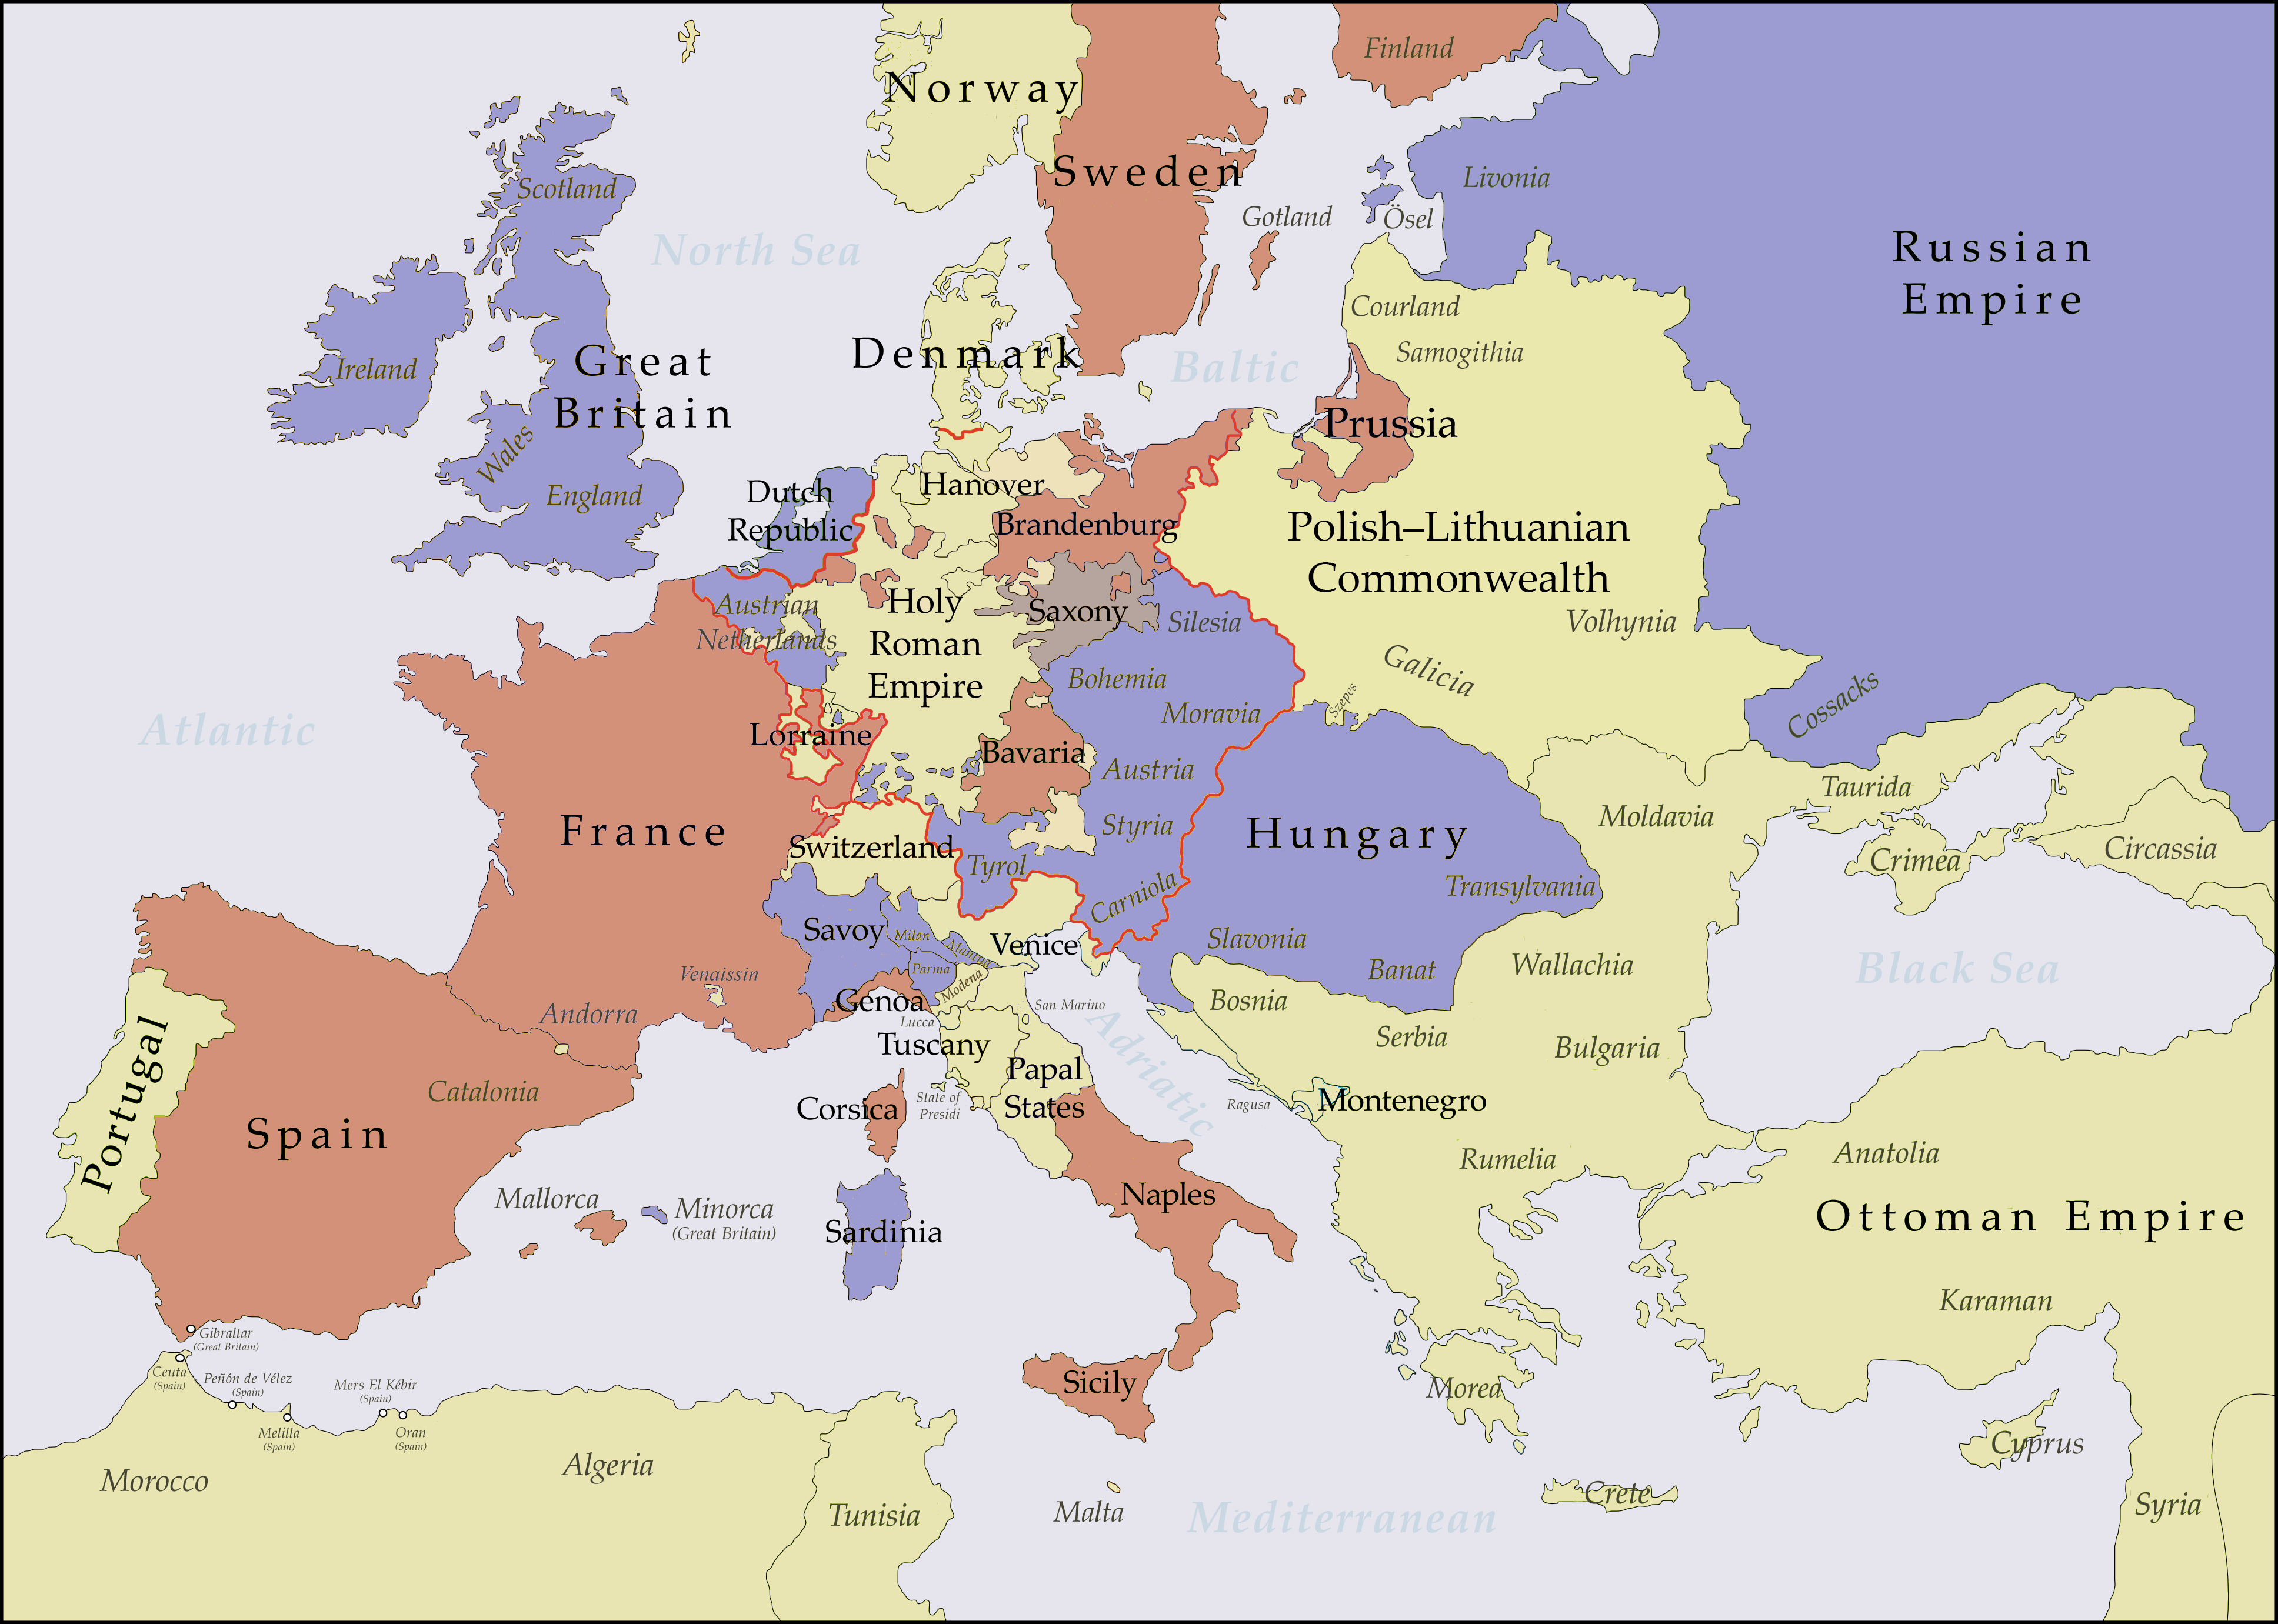 Finland
Norway
Sweden
Scotland
Livonia
Gotland
Ösel
North Sea
Russian
Empire
Courland
Samogithia
Denmark
Baltic
Great
Britain
Ireland
Prussia
Wales
England
Dutch
Republic
Hanover
Brandenburg
Polish–Lithuanian
Commonwealth
Austrian
Netherlands
Holy
Roman
Empire
Saxony
Silesia
Volhynia
Galicia
Szepes
Bohemia
Moravia
Cossacks
Atlantic
Lorraine
Bavaria
Austria
Taurida
Moldavia
France
Switzerland
Styria
Hungary
Tyrol
Crimea
Circassia
Transylvania
Carniola
Savoy
Milan
Mantua
Venice
Slavonia
Banat
Wallachia
Black Sea
Parma
Modena
Venaissin
Genoa
San Marino
Bosnia
Andorra
Lucca
Adriatic
Serbia
Bulgaria
Tuscany
Papal
States
Portugal
Catalonia
Corsica
State of
Presidi
Ragusa
Montenegro
Spain
Rumelia
Anatolia
Mallorca
Minorca
(Great Britain)
Sardinia
Naples
Ottoman Empire
Karaman
Gibraltar
(Great Britain)
Ceuta
(Spain)
Peñón de Vélez
(Spain)
Mers El Kébir
(Spain)
Melilla
(Spain)
Oran
(Spain)
Sicily
Morea
Cyprus
Morocco
Algeria
Tunisia
Malta
Mediterranean
Crete
Syria